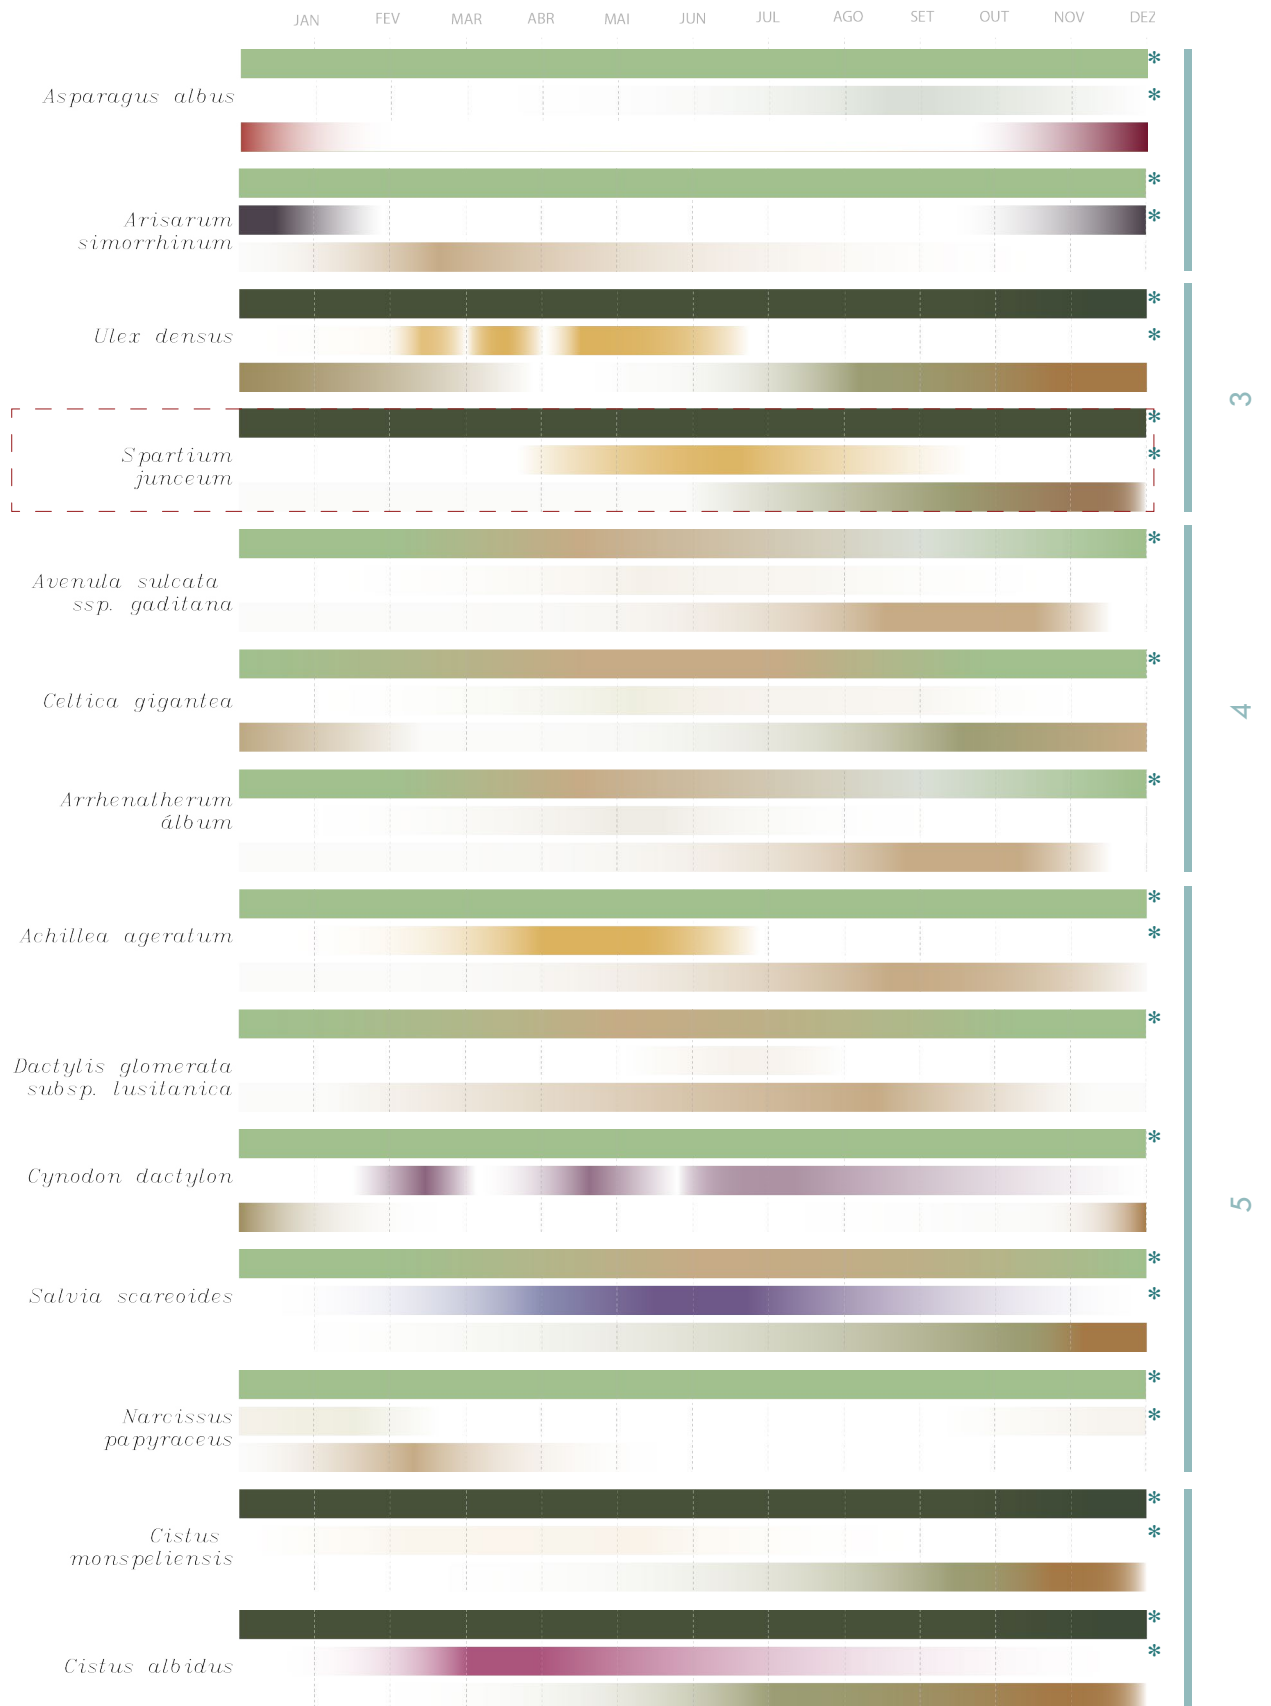 JAN FEV MAR ABR MAI JUN JUL AGO SET OUT NOV DEZ
*
Asparagus albus *
*
Arisarum *
simorrhinum
*
Ulex densus *
3
*
Spartium *
junceum
*
Avenula sulcata
ssp. gaditana
*
Celtica gigantea
4
*
Arrhenatherum
álbum
*
Achillea ageratum *
*
Dactylis glomerata
subsp. lusitanica
*
Cynodon dactylon
5
*
Salvia scareoides *
*
Narcissus *
papyraceus
*
Cistus *
monspeliensis
*
Cistus albidus *